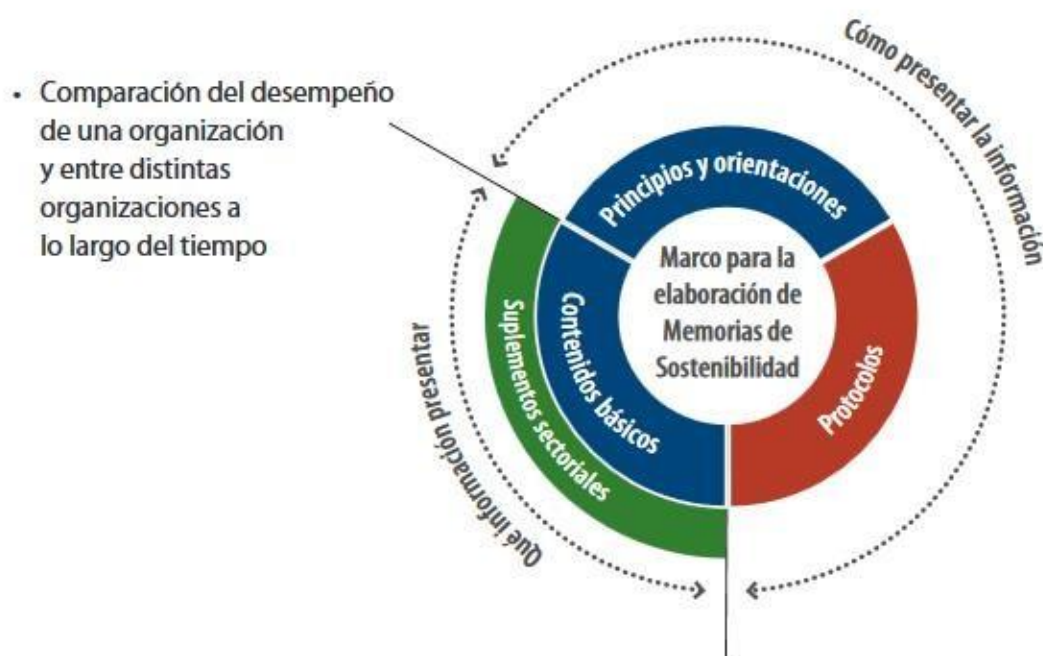 • Comparación del desempeño
de una organización
y entre distintas
organizaciones a
lo largo del tiempo
Cómo presentar la información
Principios y orientaciones
Marco para la
elaboración de
Memorias de
Sostenibilidad
Contenidos básicos
Suplementos sectoriales
Protocolos
Qué información presentar